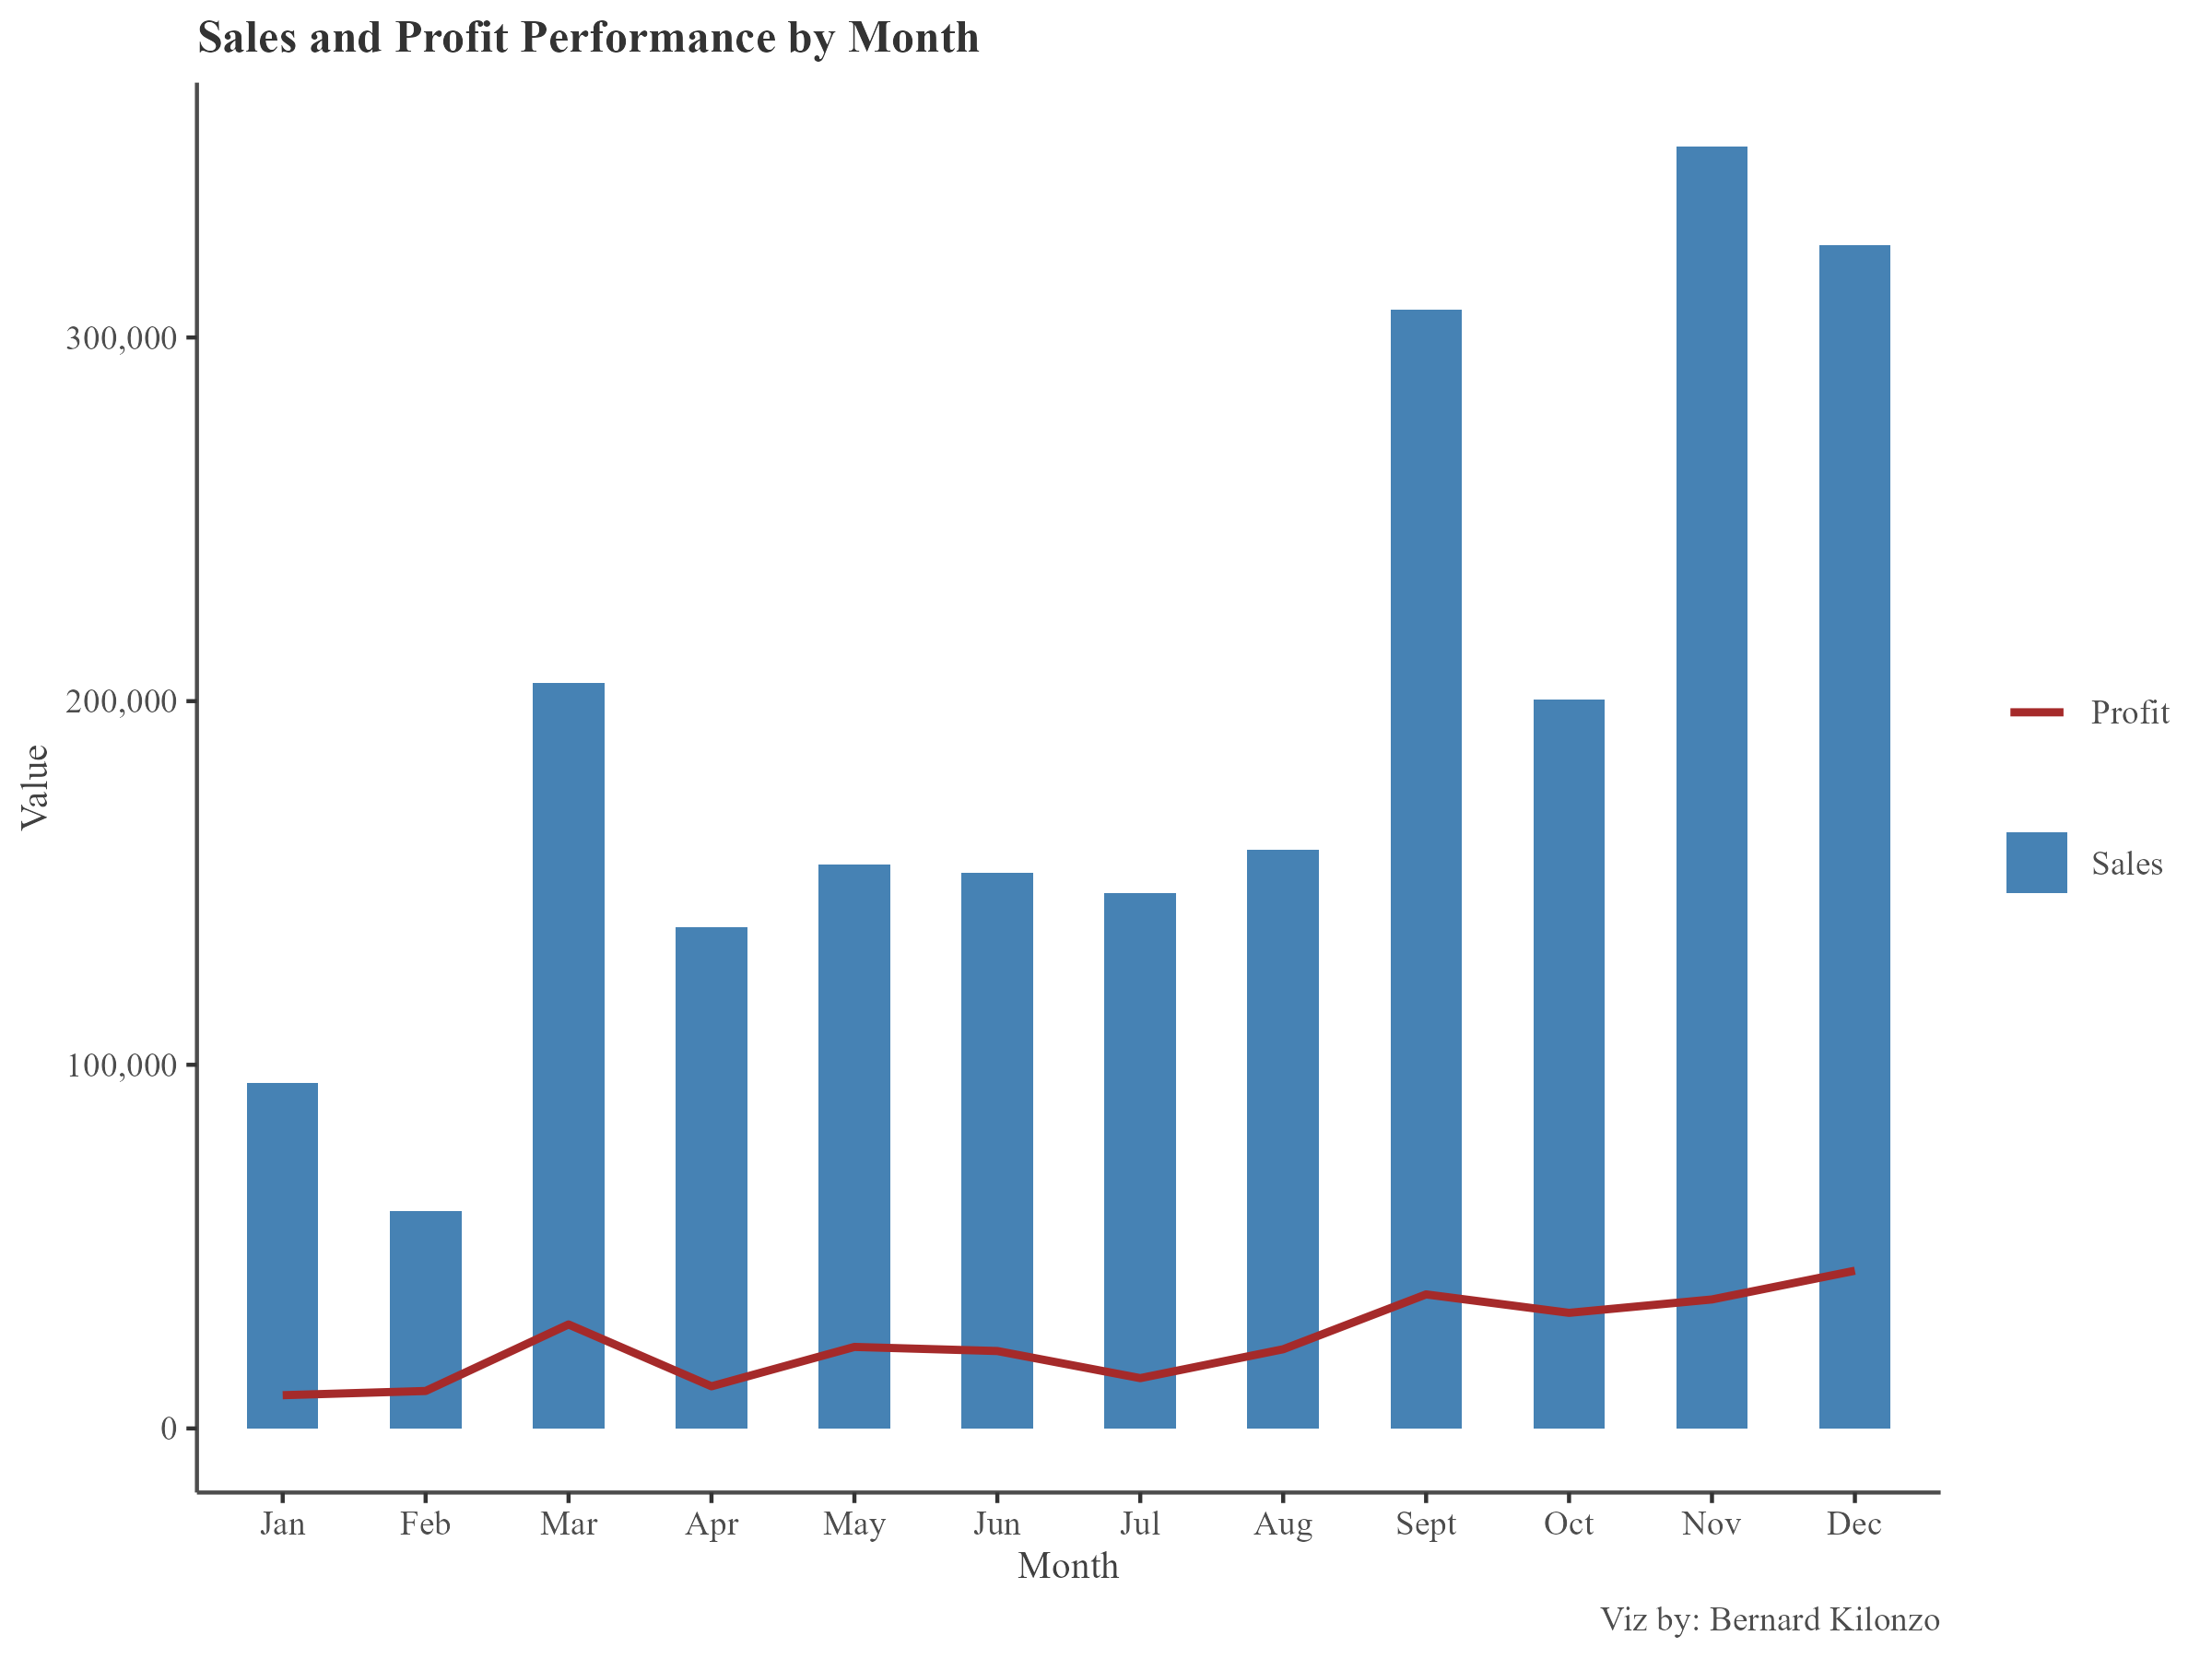 Sales and Profit Performance by Month
Value
300,000
200,000
100,000
0
Jan Feb Mar Apr May Jun Jul Aug Sept Oct Nov Dec
Month
Profit
Sales
Viz by: Bernard Kilonzo